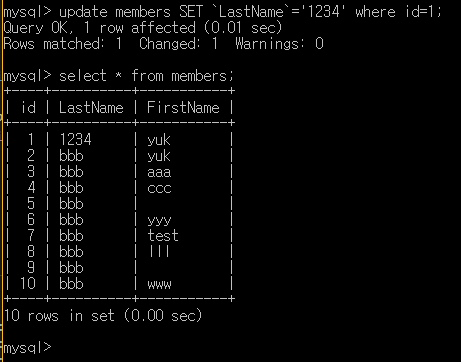 mysql> update members SET `LastName`='1234' where id=1;
Query OK, 1 row affected (0.01 sec)
Rows matched: 1  Changed: 1  Warnings: 0
mysql> select * from members;
+----+----------+-----------+
| id | LastName | FirstName |
+----+----------+-----------+
|  1 | 1234     | yuk       |
|  2 | bbb      | yuk       |
|  3 | bbb      | aaa       |
|  4 | bbb      | ccc       |
|  5 | bbb      |           |
|  6 | bbb      | yyy       |
|  7 | bbb      | test      |
|  8 | bbb      | lll       |
|  9 | bbb      |           |
| 10 | bbb      | www       |
+----+----------+-----------+
10 rows in set (0.00 sec)
mysql>